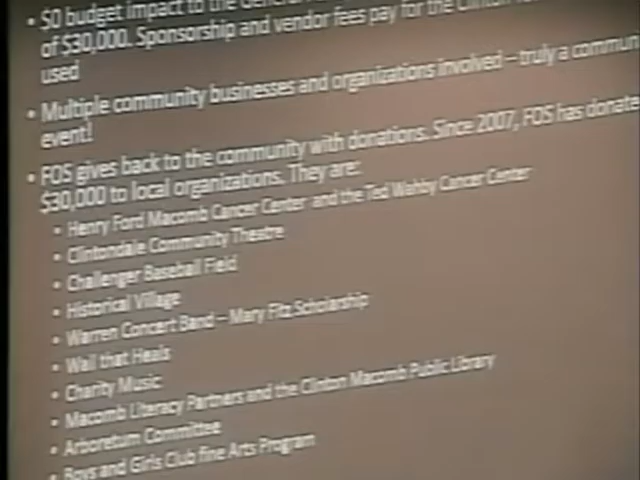 • $0 budget impact to the
of $30,000. Sponsorship and vendor fees pay for the Clinton
used
• Multiple community businesses and organizations involved – truly a commun
event!
• FOS gives back to the community with donations. Since 2007, FOS has donate
$30,000 to local organizations. They are:
• Henry Ford Macomb Cancer Center and the Ted Wahby Cancer Center
• Clintondale Community Theatre
• Challenger Baseball Field
• Historical Village
• Warren Concert Band – Mary Fitz Scholarship
• Wall that Heals
• Charity Music
• Macomb Literacy Partners and the Clinton Macomb Public Library
• Arboretum Committee
• Boys and Girls Club fine Arts Program